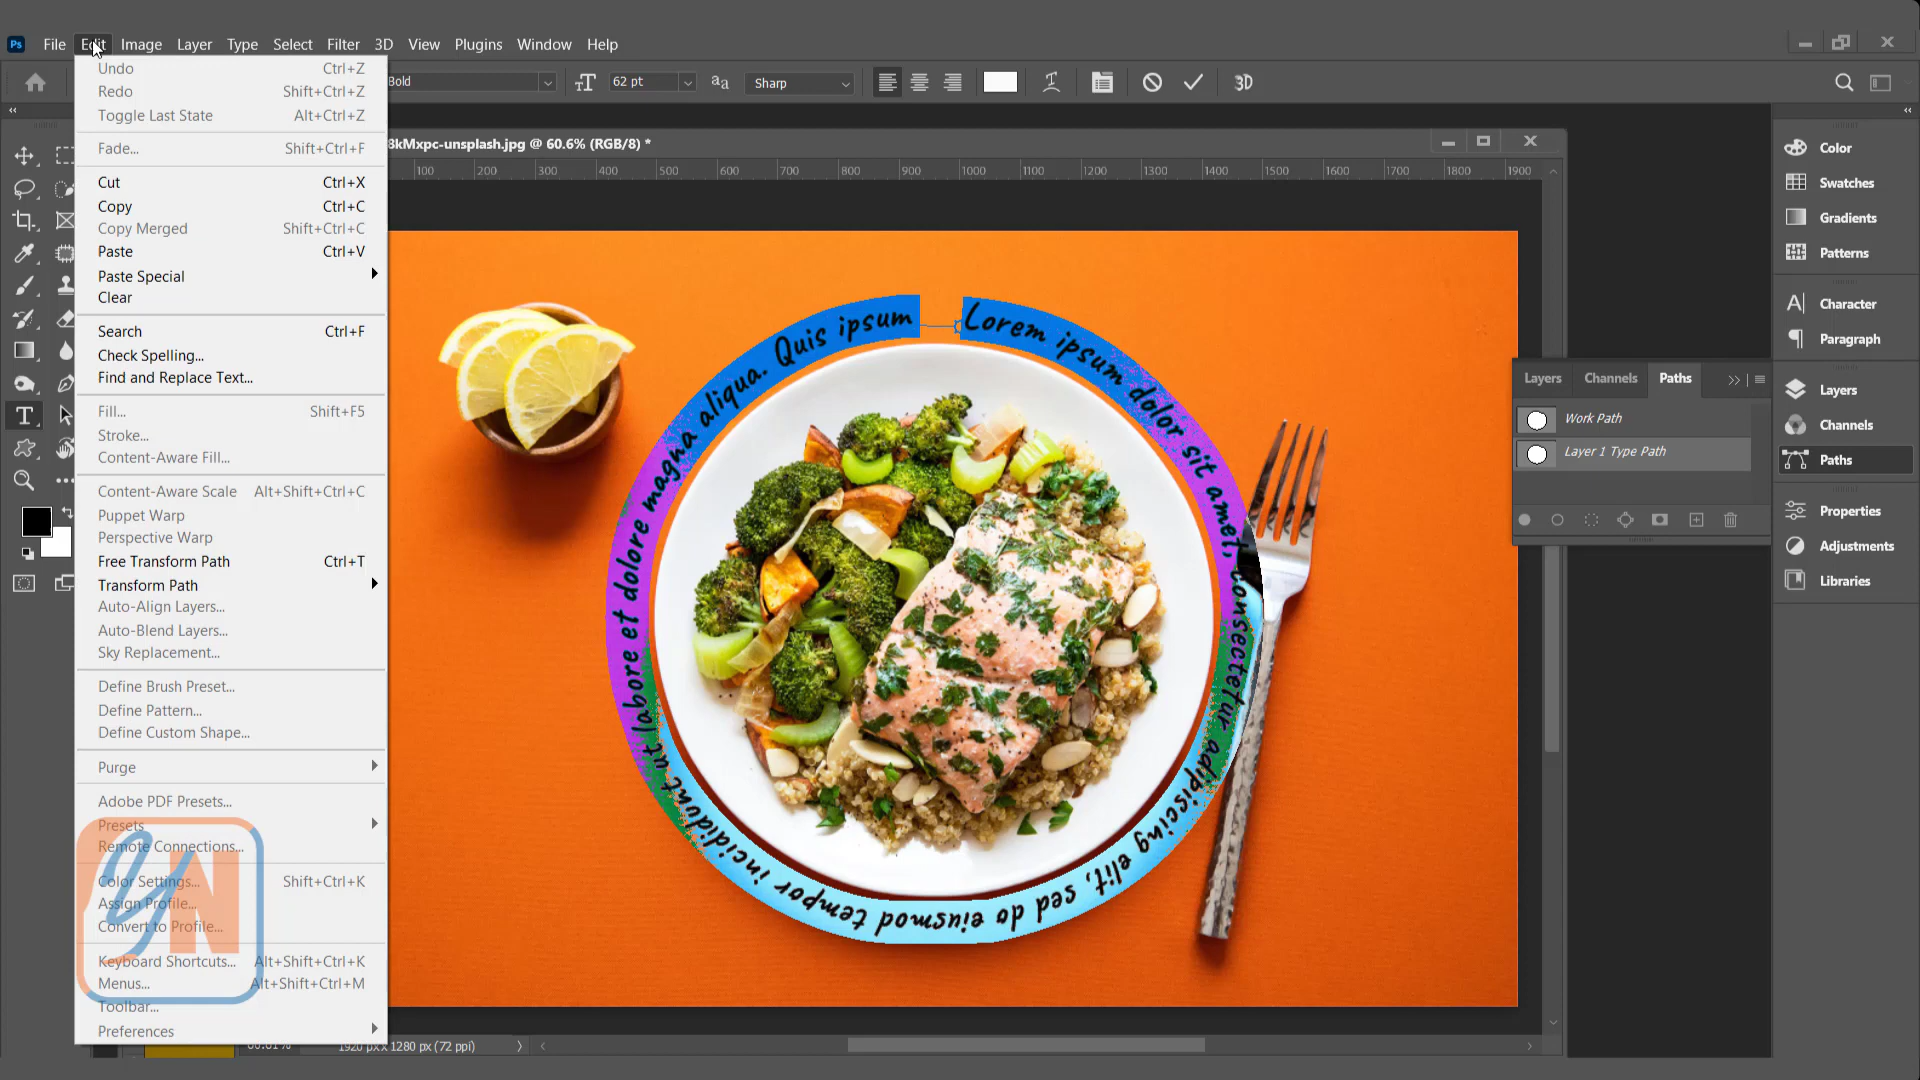 Ps File Edit Image Layer Type Select Filter 3D View Plugins Window Help
Bold 62 pt aa Sharp 3D
8kMxpc-unsplash.jpg @ 60.6% (RGB/8) *
100 200 300 400 500 600 700 800 900 1000 1100 1200 1300 1400 1500 1600 1700 1800 1900
Undo Ctrl+Z
Redo Shift+Ctrl+Z
Toggle Last State Alt+Ctrl+Z
Fade... Shift+Ctrl+F
Cut Ctrl+X
Copy Ctrl+C
Copy Merged Shift+Ctrl+C
Paste Ctrl+V
Paste Special
Clear
Search Ctrl+F
Check Spelling...
Find and Replace Text...
Fill... Shift+F5
Stroke...
Content-Aware Fill...
Content-Aware Scale Alt+Shift+Ctrl+C
Puppet Warp
Perspective Warp
Free Transform Path Ctrl+T
Transform Path
Auto-Align Layers...
Auto-Blend Layers...
Sky Replacement...
Define Brush Preset...
Define Pattern...
Define Custom Shape...
Purge
Adobe PDF Presets...
Presets
Remote Connections...
Color Settings... Shift+Ctrl+K
Assign Profile...
Convert to Profile...
Keyboard Shortcuts... Alt+Shift+Ctrl+K
Menus... Alt+Shift+Ctrl+M
Toolbar...
Preferences
Lorem ipsum dolor sit amet, consectetur adipiscing elit, sed do eiusmod tempor incididunt ut labore et dolore magna aliqua. Quis ipsum
1920 px x 1280 px (72 ppi)
Layers Channels Paths
Work Path
Layer 1 Type Path
Color
Swatches
Gradients
Patterns
Character
Paragraph
Layers
Channels
Paths
Properties
Adjustments
Libraries